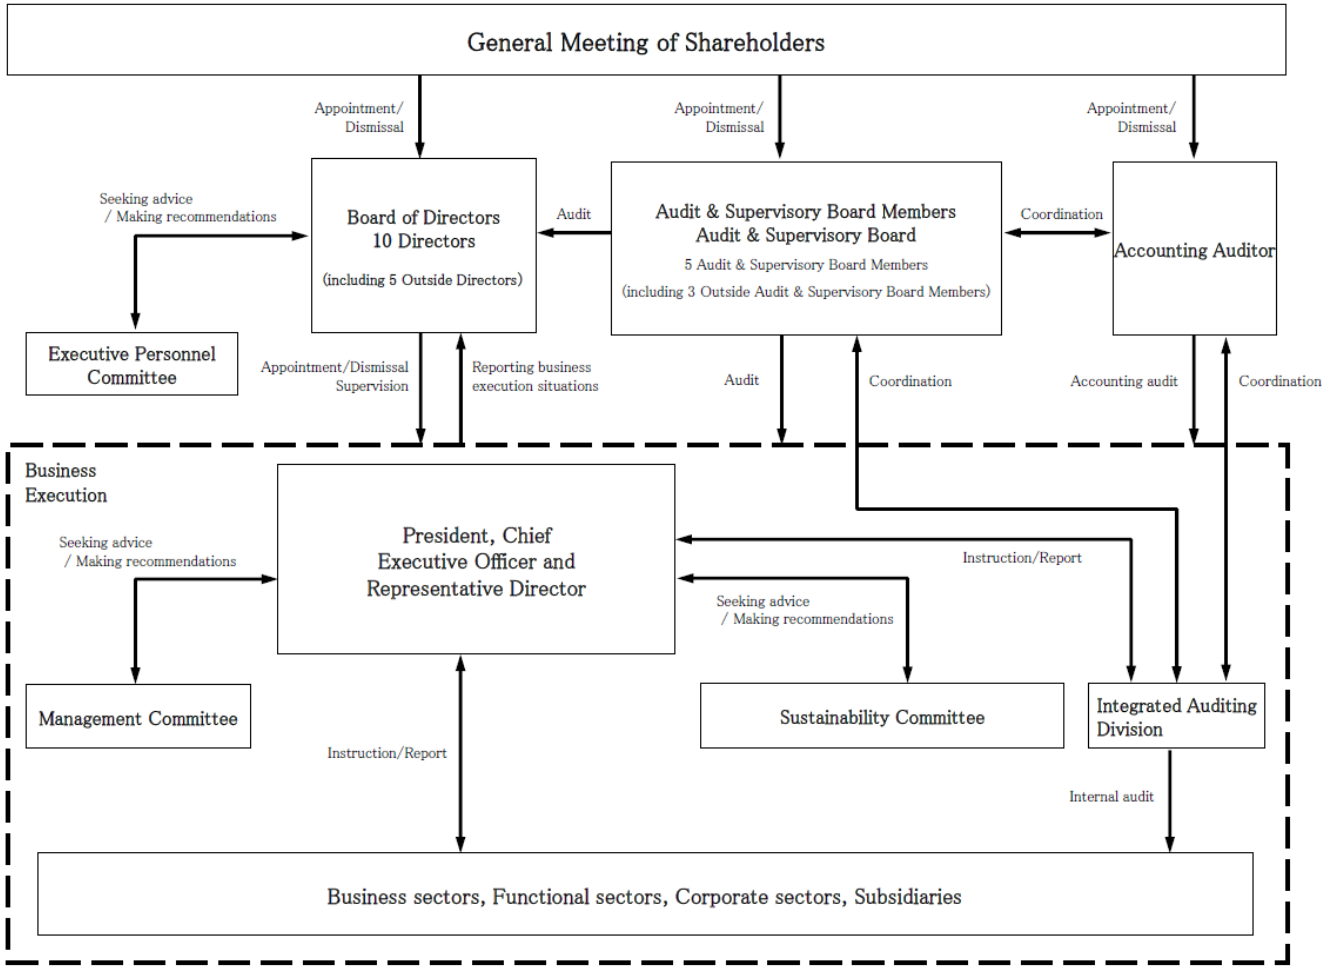 General Meeting of Shareholders
Appointment/
Dismissal
Appointment/
Dismissal
Appointment/
Dismissal
Seeking advice
/ Making recommendations
Board of Directors
10 Directors
(including 5 Outside Directors)
Audit
Audit & Supervisory Board Members
Audit & Supervisory Board
5 Audit & Supervisory Board Members
(including 3 Outside Audit & Supervisory Board Members)
Coordination
Accounting Auditor
Executive Personnel
Committee
Appointment/Dismissal
Supervision
Reporting business
execution situations
Audit
Coordination
Accounting audit
Coordination
Business
Execution
President, Chief
Executive Officer and
Representative Director
Seeking advice
/ Making recommendations
Instruction/Report
Seeking advice
/ Making recommendations
Management Committee
Sustainability Committee
Integrated Auditing
Division
Instruction/Report
Internal audit
Business sectors, Functional sectors, Corporate sectors, Subsidiaries